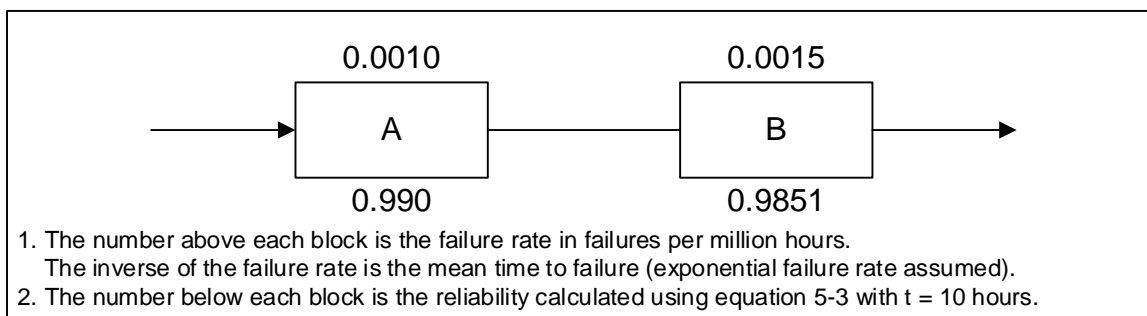 0.0010 0.0015
A B
0.990 0.9851
1. The number above each block is the failure rate in failures per million hours.
The inverse of the failure rate is the mean time to failure (exponential failure rate assumed).
2. The number below each block is the reliability calculated using equation 5-3 with t = 10 hours.